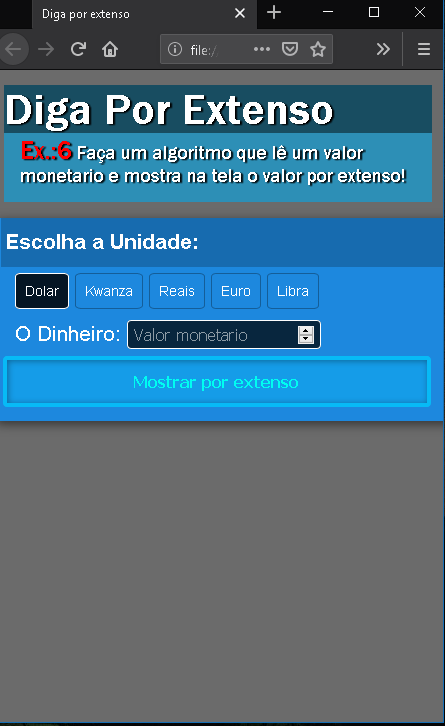 Diga por extenso
file:/
Diga Por Extenso
Ex.:6 Faça um algoritmo que lê um valor
monetario e mostra na tela o valor por extenso!
Escolha a Unidade:
Dolar Kwanza Reais Euro Libra
O Dinheiro: Valor monetario
Mostrar por extenso